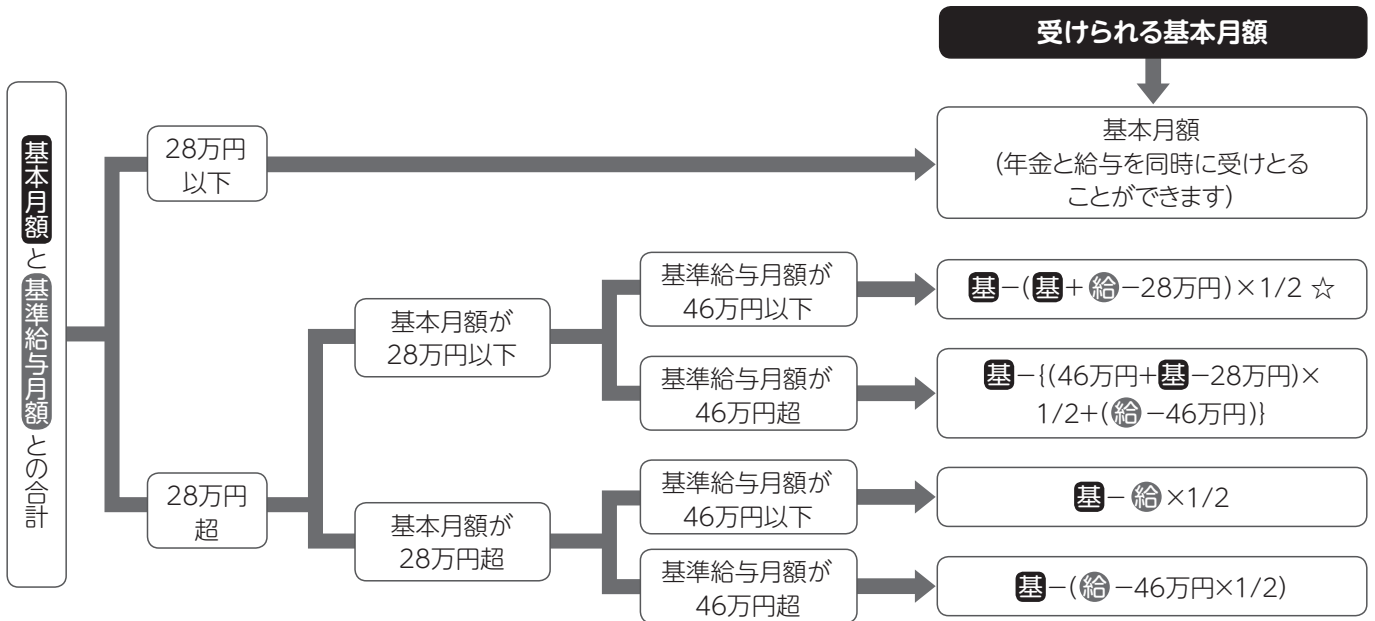 受けられる基本月額
基本月額と基準給与月額との合計
28万円
以下
基本月額
(年金と給与を同時に受けとる
ことができます)
28万円
超
基本月額が
28万円以下
基準給与月額が
46万円以下
基−(基+給−28万円)×1/2 ☆
基準給与月額が
46万円超
基−{(46万円+基−28万円)×
1/2+(給−46万円)}
基本月額が
28万円超
基準給与月額が
46万円以下
基−給×1/2
基準給与月額が
46万円超
基−(給−46万円×1/2)